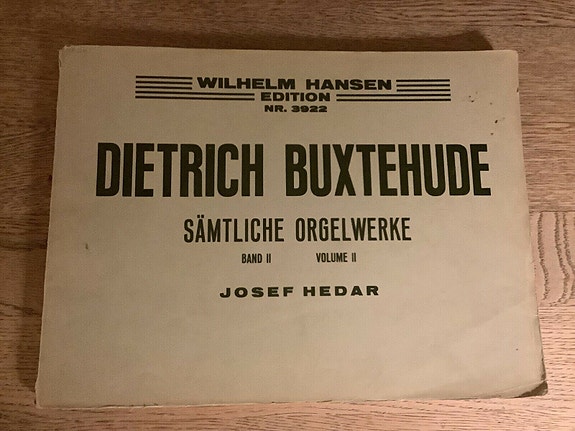 WILHELM HANSEN
EDITION
NR. 3922
DIETRICH BUXTEHUDE
SÄMTLICHE ORGELWERKE
BAND II VOLUME II
JOSEF HEDAR